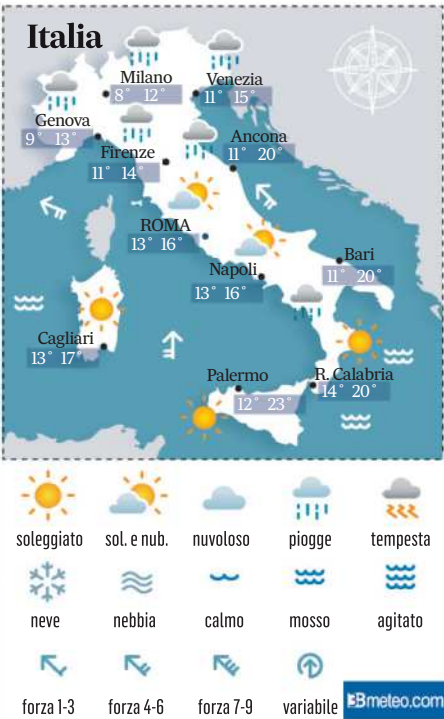 Italia
Milano
8° 12°
Venezia
11° 15°
Genova
9° 13°
Firenze
11° 14°
Ancona
11° 20°
ROMA
13° 16°
Napoli
13° 16°
Bari
11° 20°
Cagliari
13° 17°
Palermo
12° 23°
R. Calabria
14° 20°
soleggiato sol. e nub. nuvoloso piogge tempesta
neve nebbia calmo mosso agitato
forza 1-3 forza 4-6 forza 7-9 variabile
3Bmeteo.com